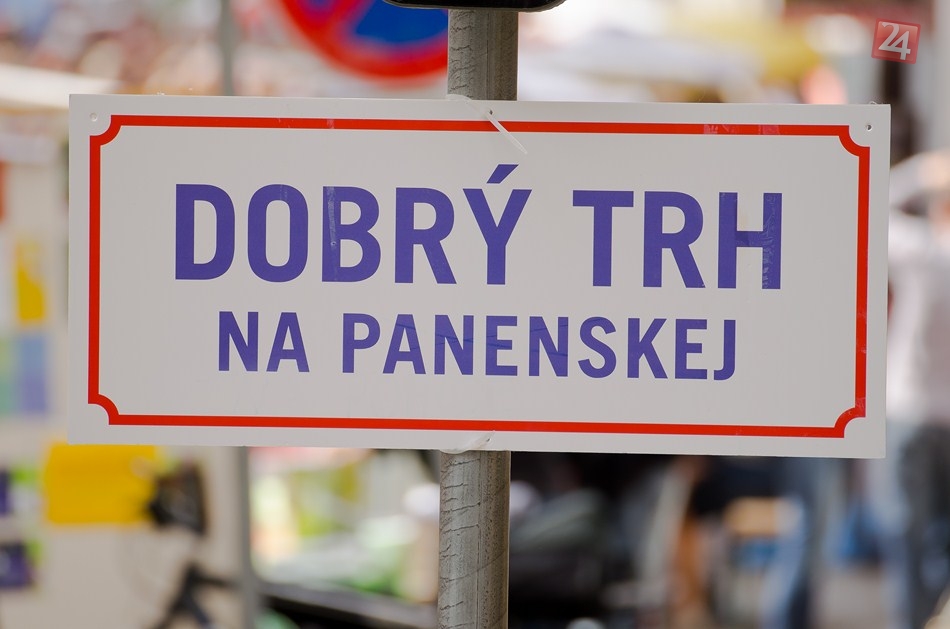 24
DOBRÝ TRH
NA PANENSKEJ